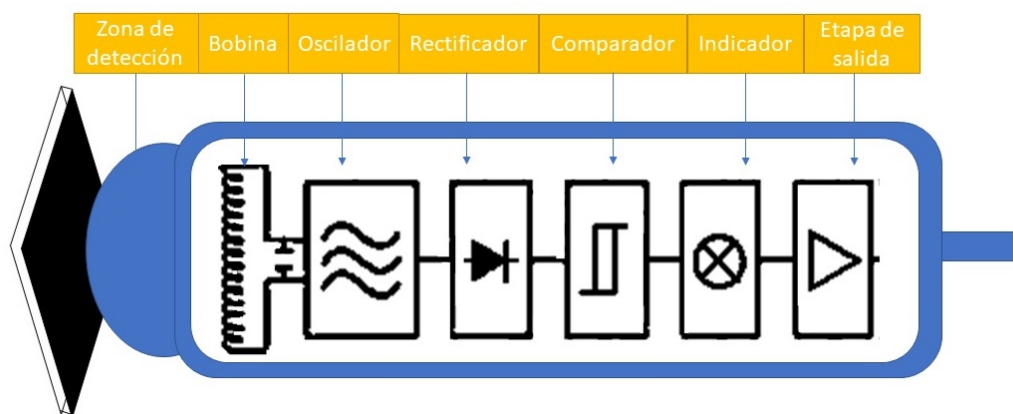 Zona de
detección
Bobina
Oscilador
Rectificador
Comparador
Indicador
Etapa de
salida